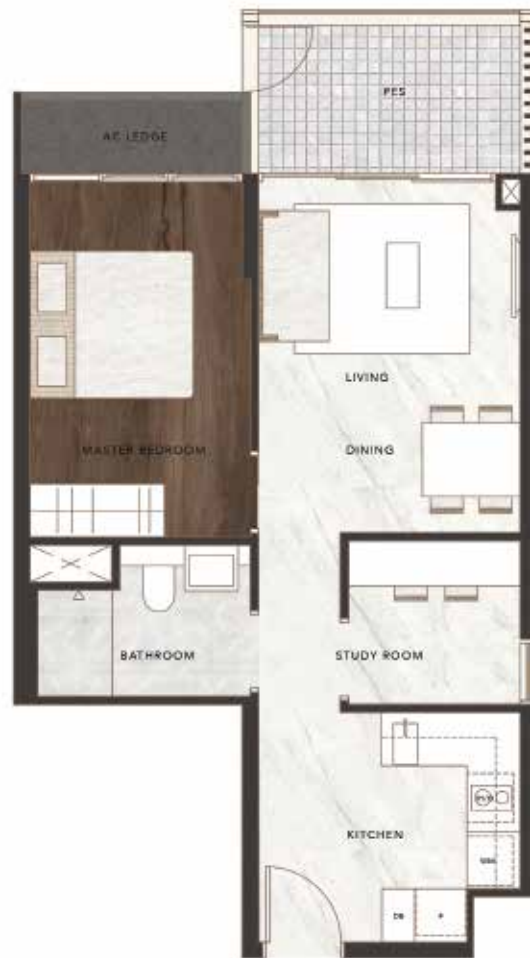 PES
AC LEDGE
LIVING
MASTER BEDROOM
DINING
BATHROOM
STUDY ROOM
KITCHEN
DB
F